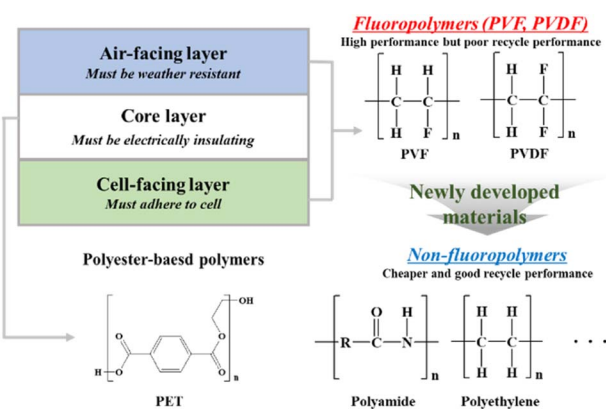 Fluoropolymers (PVF, PVDF)
High performance but poor recycle performance
Air-facing layer
Must be weather resistant
Core layer
Must be electrically insulating
Cell-facing layer
Must adhere to cell
H H
C C
H F
n
PVF
H F
C C
H F
n
PVDF
Newly developed
materials
Non-fluoropolymers
Cheaper and good recycle performance
Polyester-baesd polymers
OH
O
O
H O
O
n
PET
O H
R C N
n
Polyamide
H H
C C
H H
n
Polyethylene
· · ·